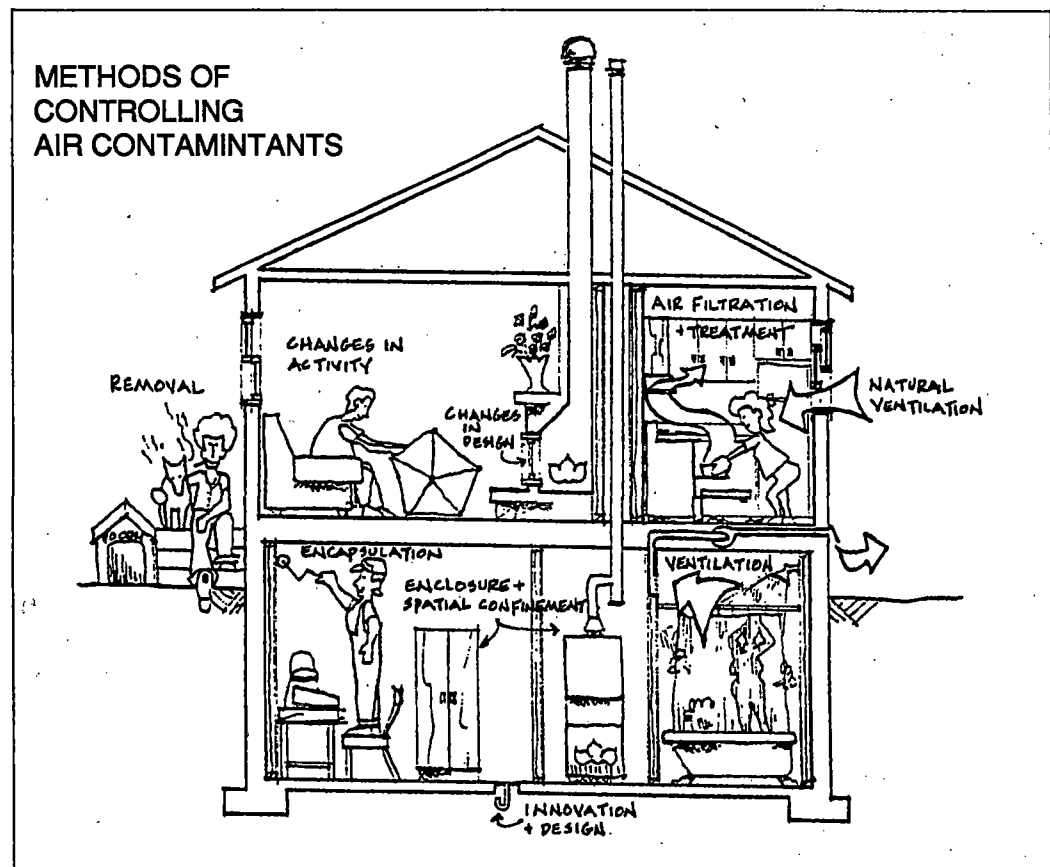 METHODS OF
CONTROLLING
AIR CONTAMINTANTS
AIR FILTRATION
+ TREATMENT
CHANGES IN
ACTIVITY
REMOVAL
NATURAL
VENTILATION
CHANGES
IN
DESIGN
ENCAPSULATION
ENCLOSURE +
SPATIAL CONFINEMENT
VENTILATION
INNOVATION
+ DESIGN.